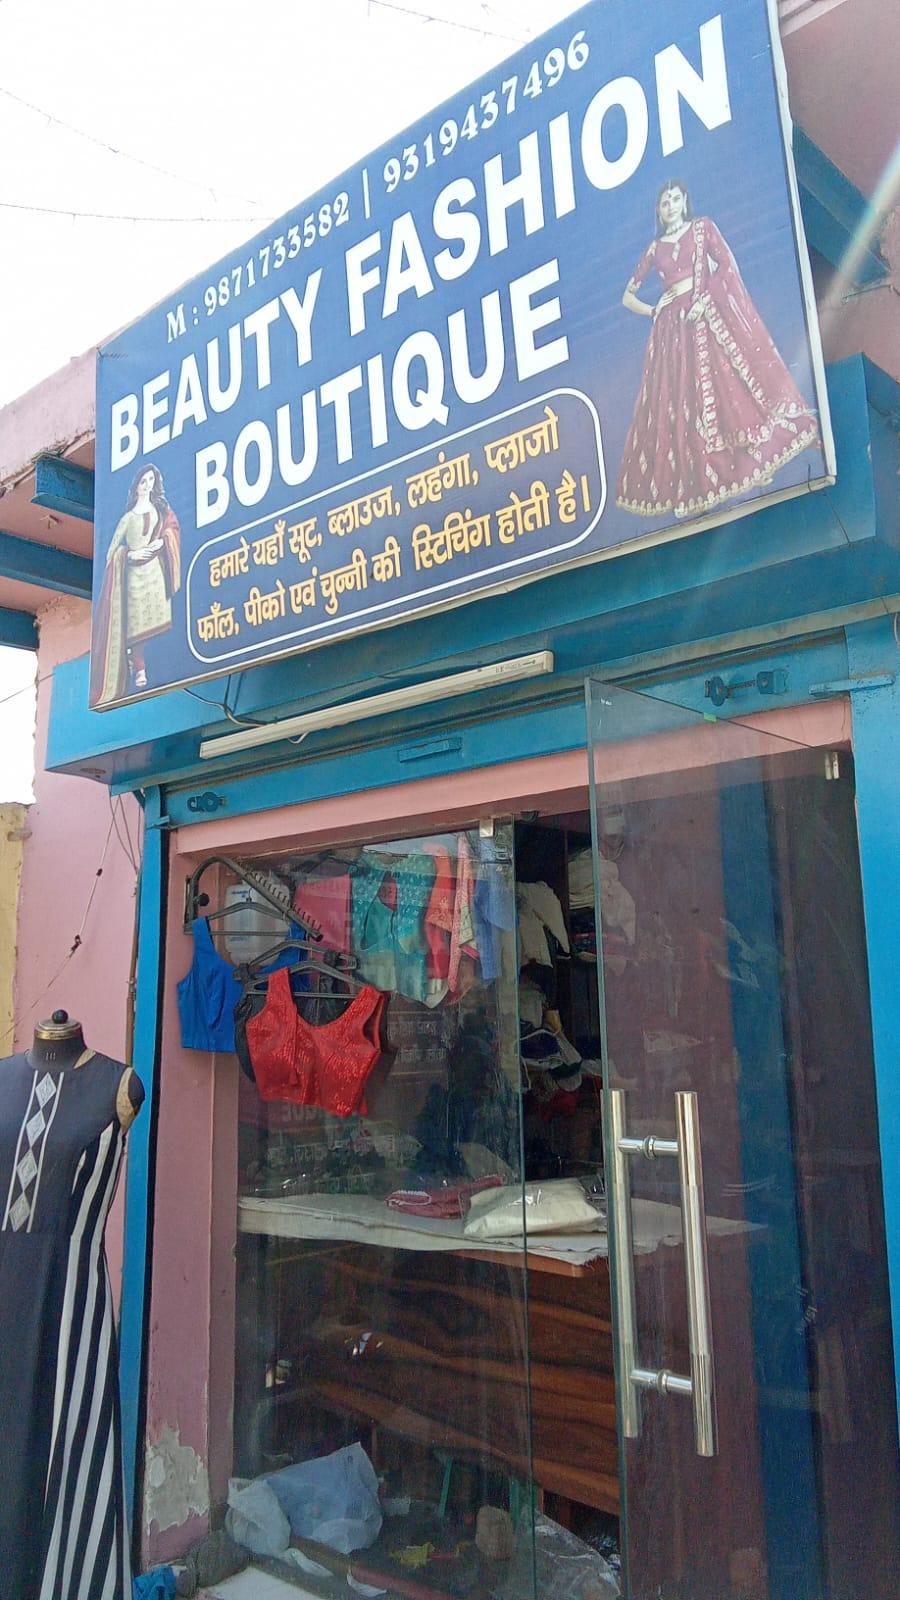 M : 9871733582 | 9319437496
BEAUTY FASHION
BOUTIQUE
हमारे यहाँ सूट, ब्लाउज, लहंगा, प्लाजो
फॉल, पीको एवं चुन्नी की स्टिचिंग होती है।